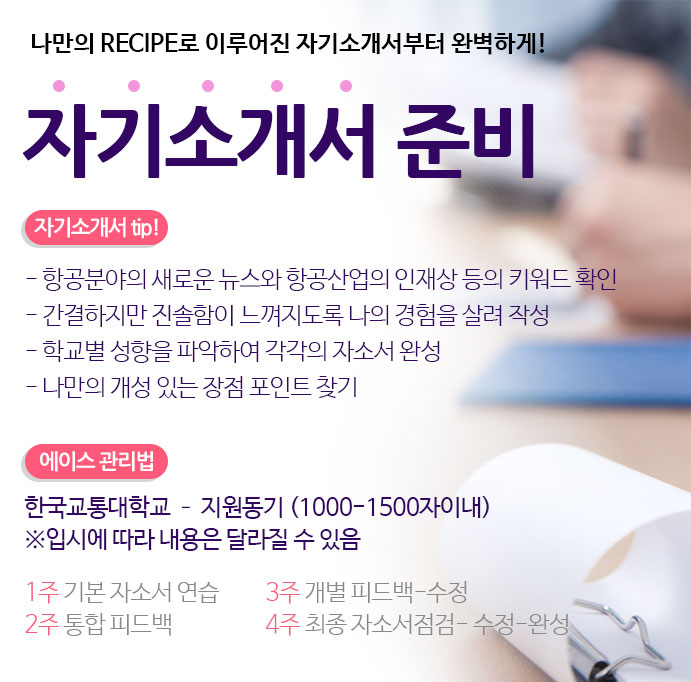 나만의 RECIPE로 이루어진 자기소개서부터 완벽하게!
자기소개서 준비
자기소개서 tip!
- 항공분야의 새로운 뉴스와 항공산업의 인재상 등의 키워드 확인
- 간결하지만 진솔함이 느껴지도록 나의 경험을 살려 작성
- 학교별 성향을 파악하여 각각의 자소서 완성
- 나만의 개성 있는 장점 포인트 찾기
에이스 관리법
한국교통대학교 - 지원동기 (1000-1500자이내)
※입시에 따라 내용은 달라질 수 있음
1주 기본 자소서 연습 3주 개별 피드백-수정
2주 통합 피드백 4주 최종 자소서점검- 수정-완성